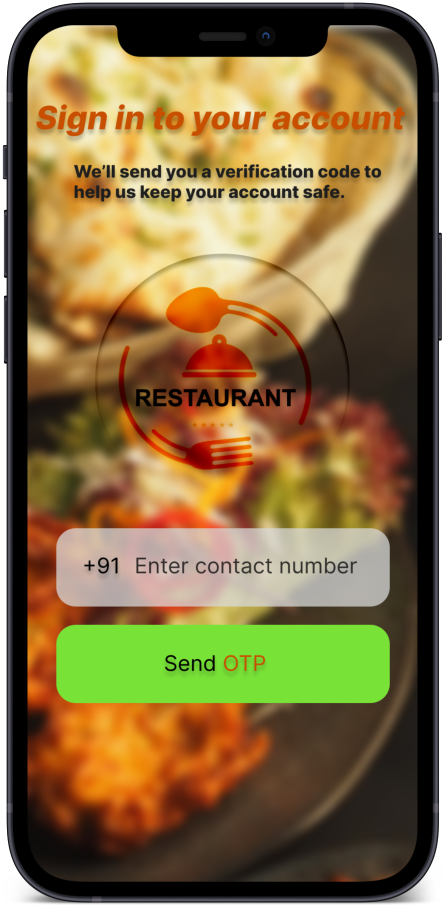 Sign in to your account
We’ll send you a verification code to
help us keep your account safe.
RESTAURANT
+91 Enter contact number
Send OTP